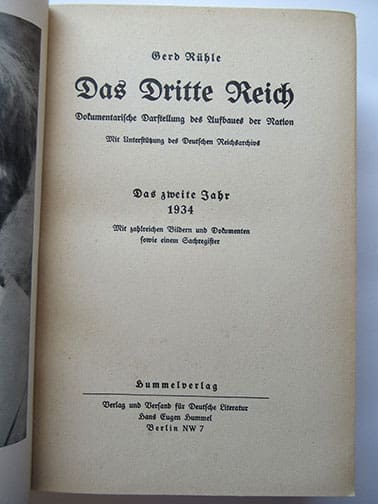 Gerd Rühle
Das Dritte Reich
Dokumentarische Darstellung des Aufbaues der Nation
Mit Unterstützung des Deutschen Reichsarchivs
Das zweite Jahr
1934
Mit zahlreichen Bildern und Dokumenten
sowie einem Sachregister
Hummelverlag
Verlag und Versand für Deutsche Literatur
Hans Eugen Hummel
Berlin NW 7